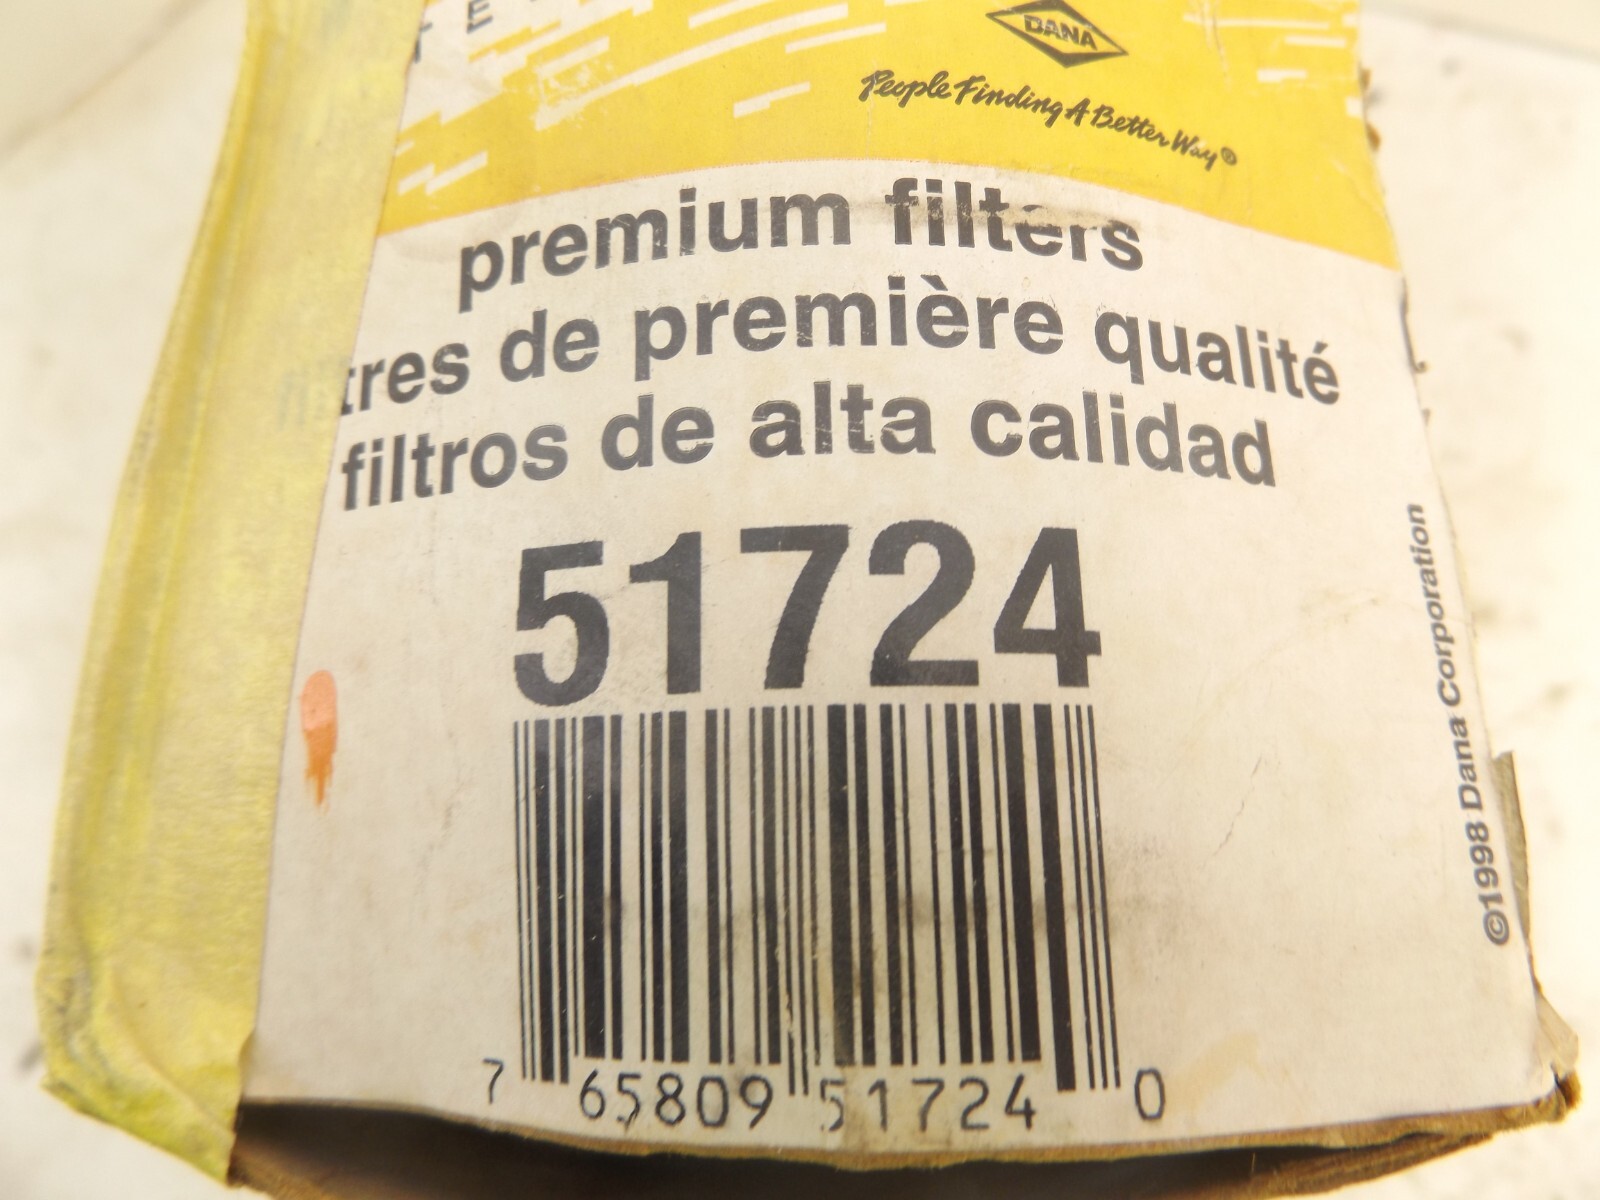 DANA
People Finding A Better Way®
premium filters
tres de première qualité
filtros de alta calidad
51724
7 65809 51724 0
©1998 Dana Corporation